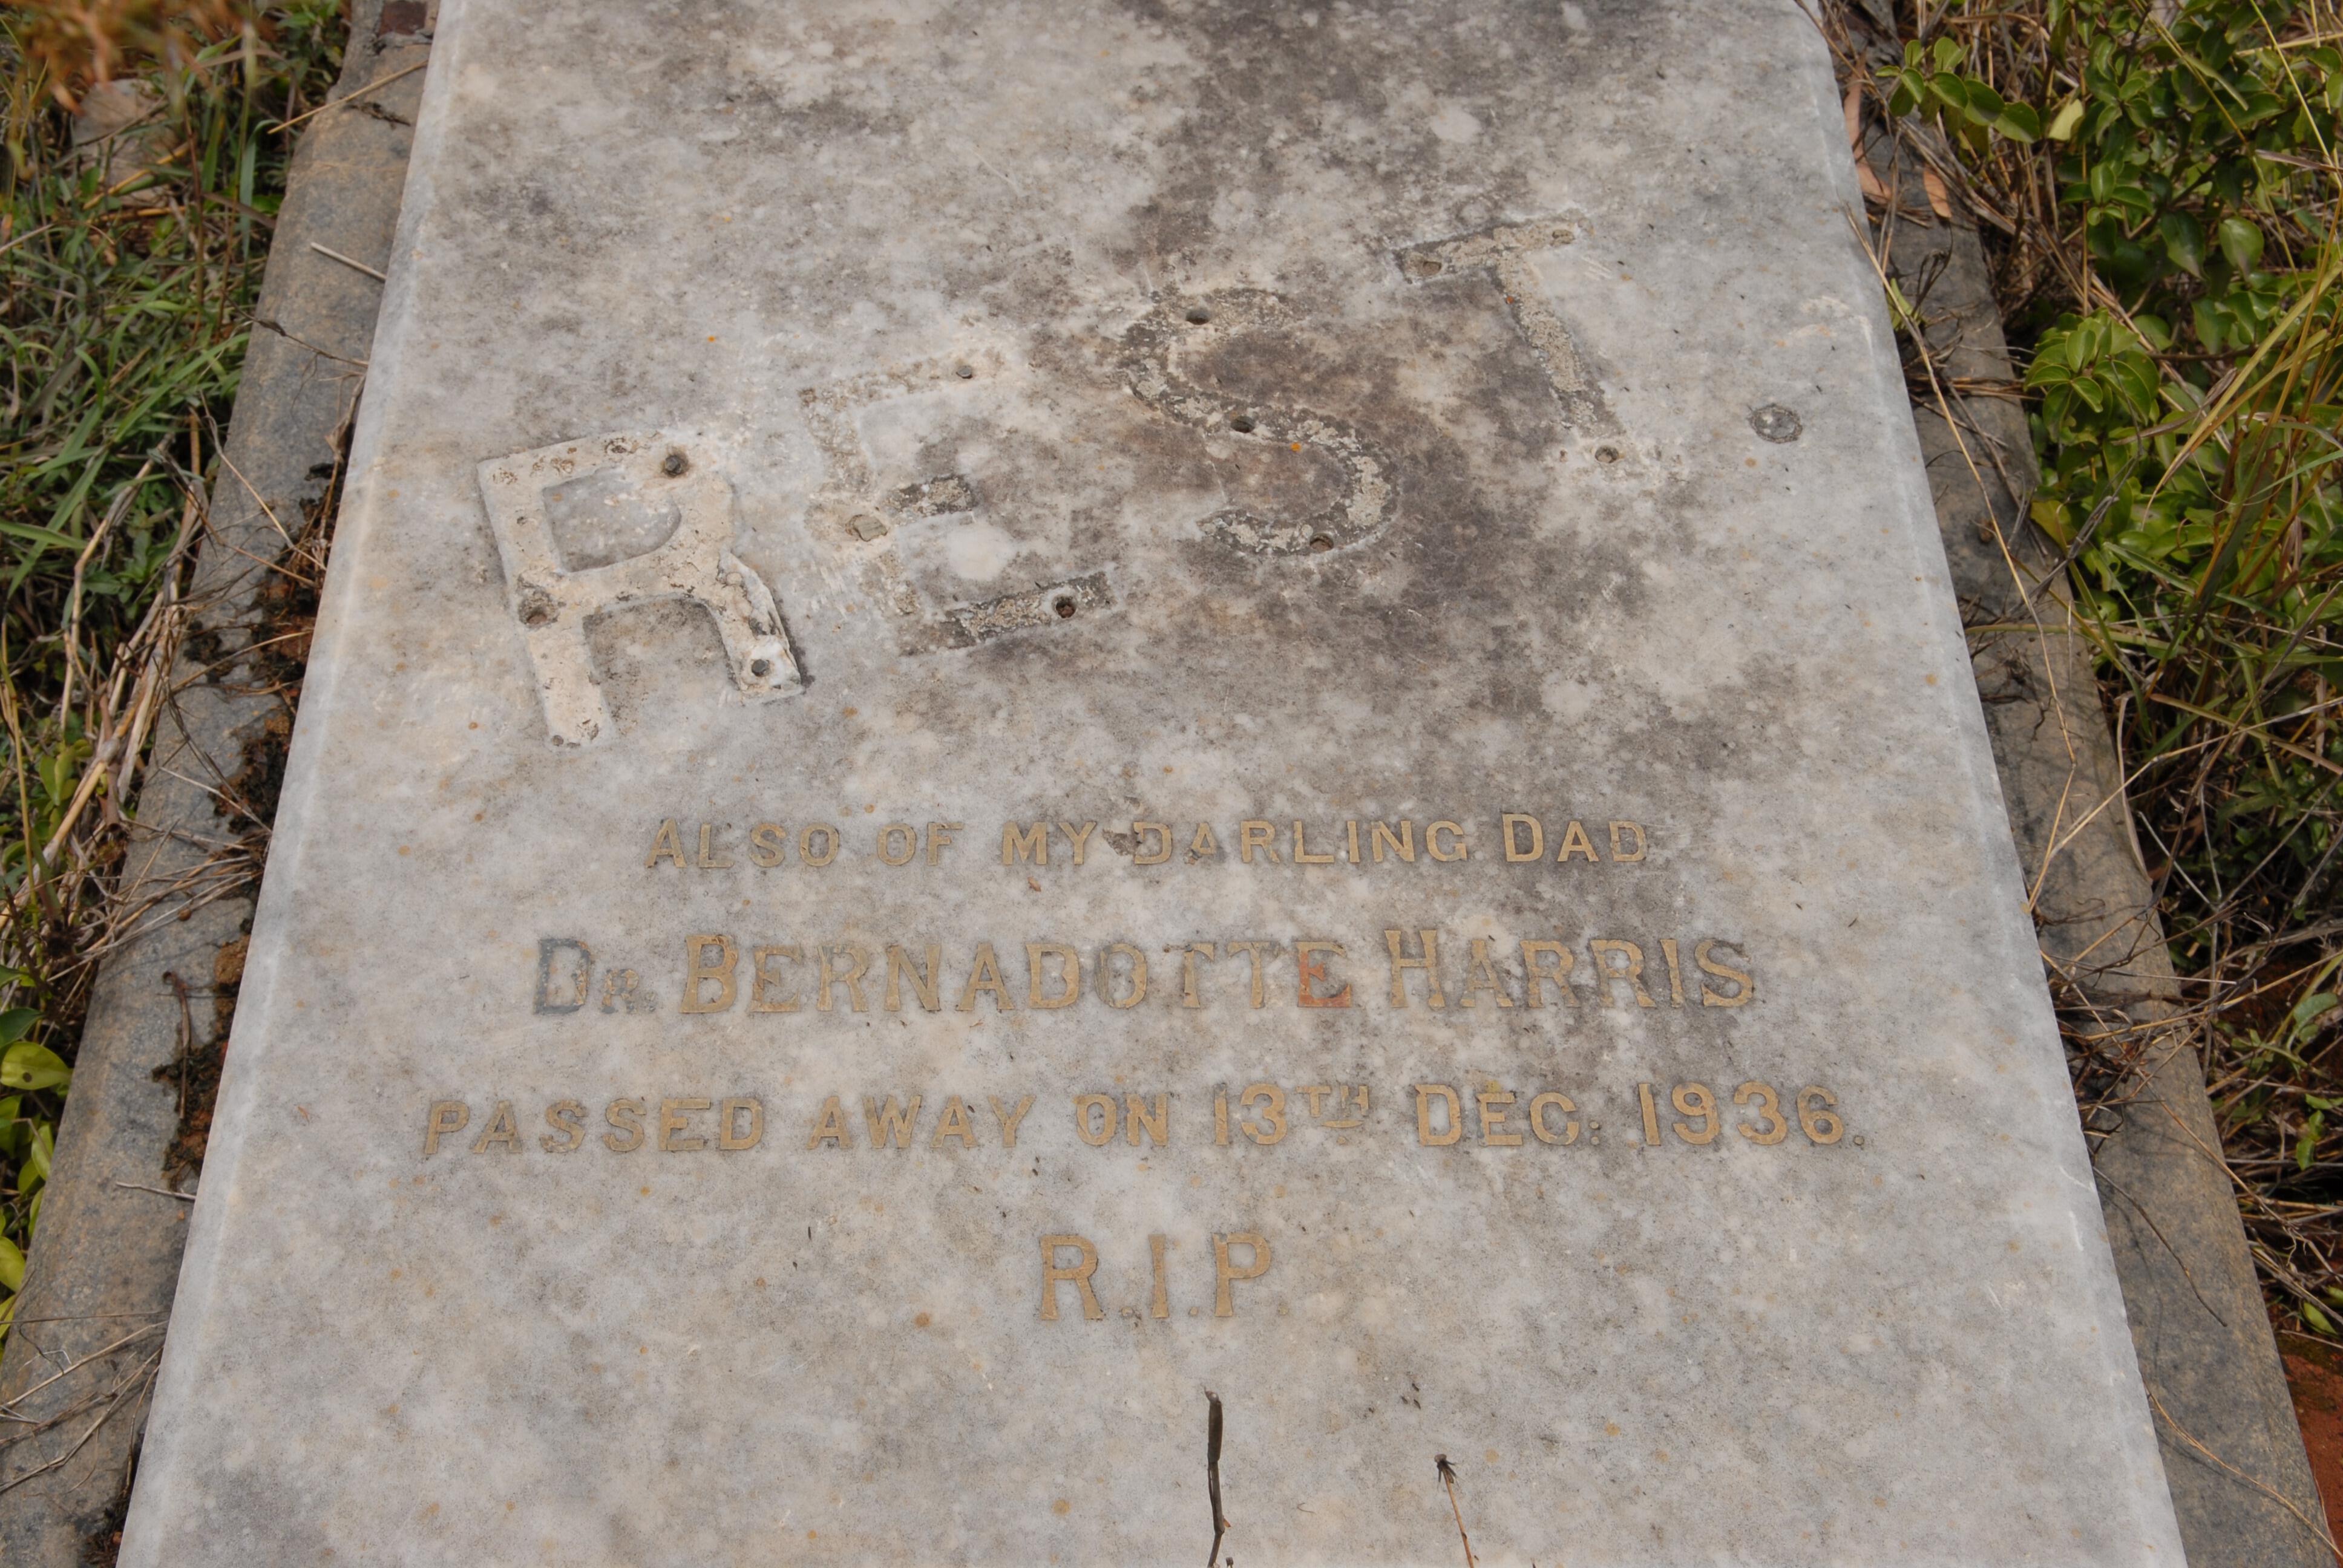 REST.
ALSO OF MY DARLING DAD
DR. BERNADOTTE HARRIS
PASSED AWAY ON 13TH DEC: 1936.
R.I.P.